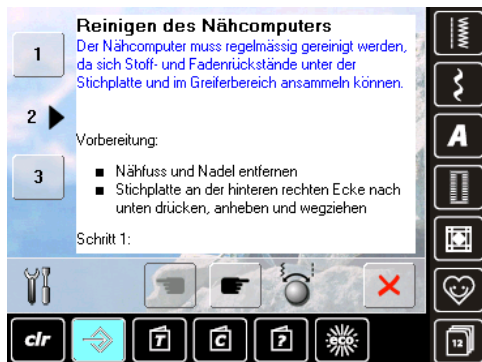 Reinigen des Nähcomputers
Der Nähcomputer muss regelmässig gereinigt werden,
da sich Stoff- und Fadenrückstände unter der
Stichplatte und im Greiferbereich ansammeln können.
1
2
3
Vorbereitung:
■ Nähfuss und Nadel entfernen
■ Stichplatte an der hinteren rechten Ecke nach
unten drücken, anheben und wegziehen
Schritt 1:
A
clr
T
C
?
eco
12